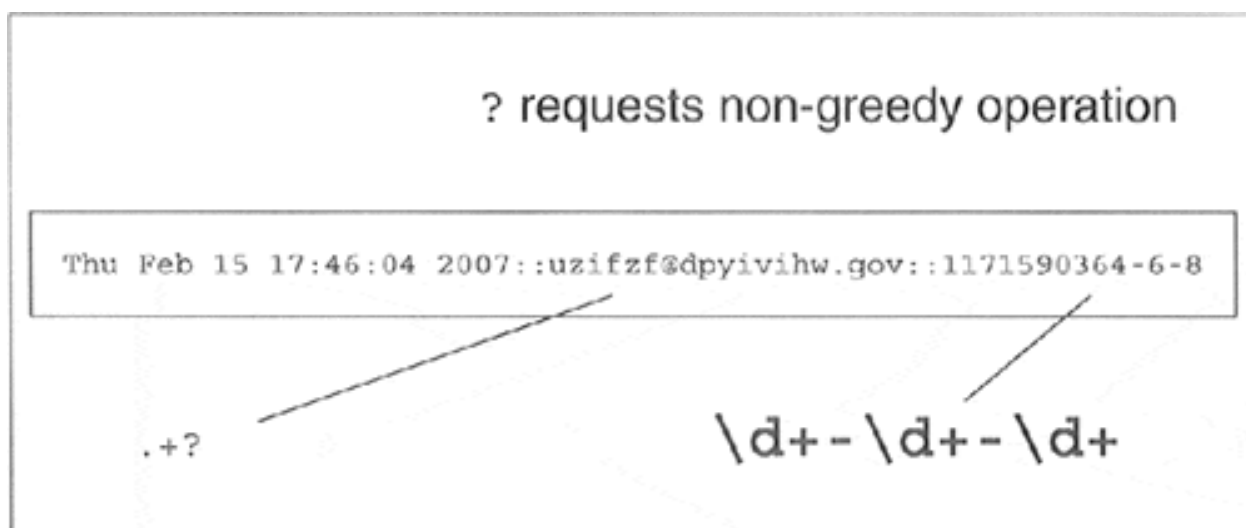 ? requests non-greedy operation
Thu Feb 15 17:46:04 2007::uzifzf@dpyivihw.gov::1171590364-6-8
.+?
\d+-\d+-\d+